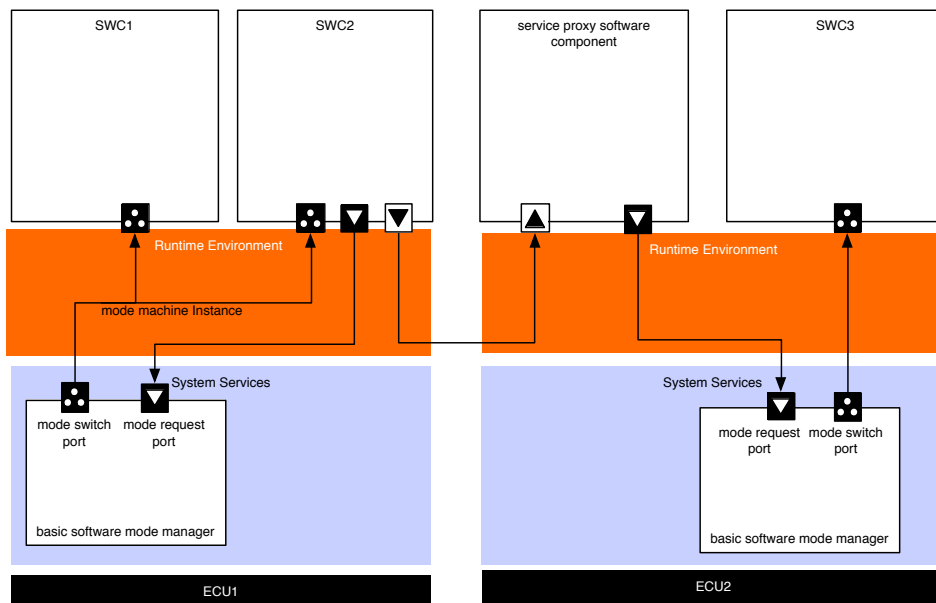 SWC1
SWC2
service proxy software
component
SWC3
Runtime Environment
Runtime Environment
mode machine Instance
System Services
System Services
mode switch
port
mode request
port
mode request
port
mode switch
port
basic software mode manager
basic software mode manager
ECU1
ECU2